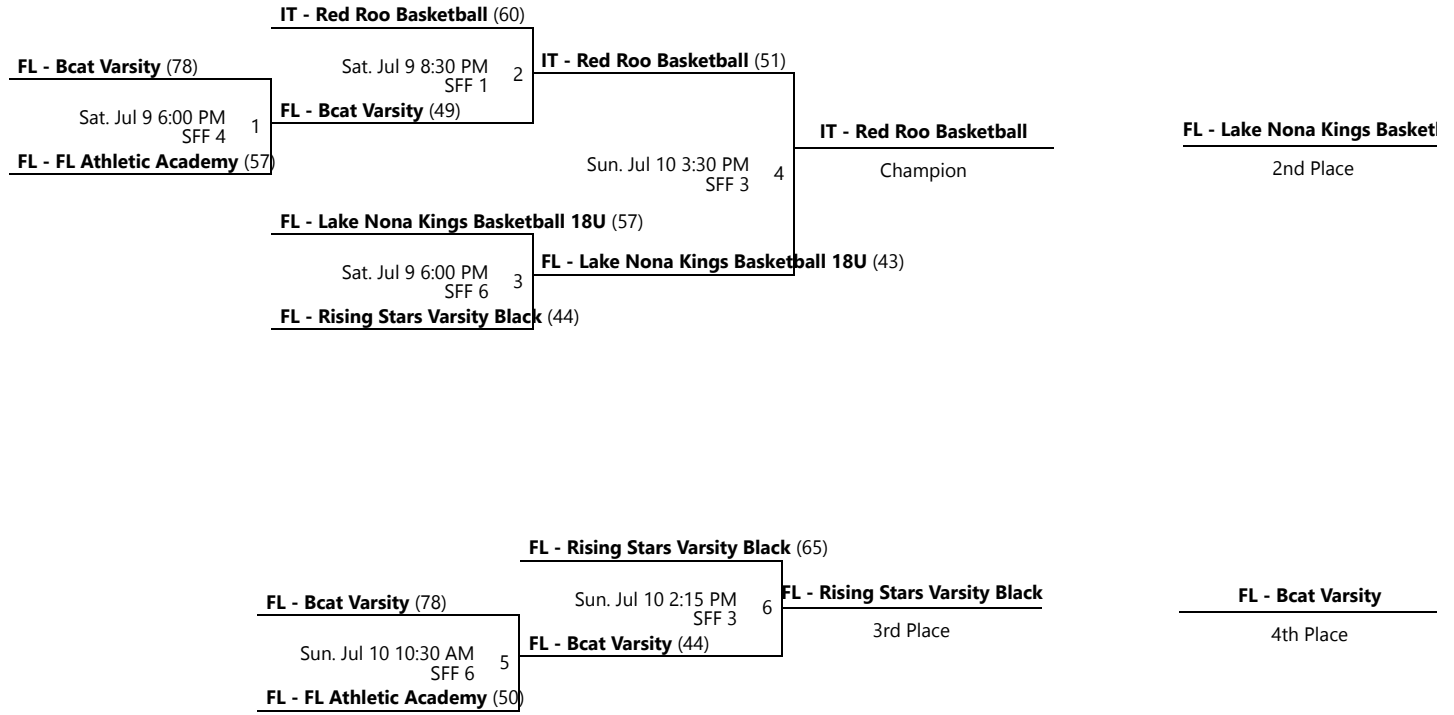 IT - Red Roo Basketball (60)
FL - Bcat Varsity (78)
Sat. Jul 9 8:30 PM
SFF 1
2
IT - Red Roo Basketball (51)
Sat. Jul 9 6:00 PM
SFF 4
1
FL - Bcat Varsity (49)
FL - FL Athletic Academy (57)
IT - Red Roo Basketball
Champion
FL - Lake Nona Kings Basket
2nd Place
Sun. Jul 10 3:30 PM
SFF 3
4
FL - Lake Nona Kings Basketball 18U (57)
Sat. Jul 9 6:00 PM
SFF 6
3
FL - Lake Nona Kings Basketball 18U (43)
FL - Rising Stars Varsity Black (44)
FL - Rising Stars Varsity Black (65)
FL - Bcat Varsity (78)
Sun. Jul 10 2:15 PM
SFF 3
6
FL - Rising Stars Varsity Black
3rd Place
FL - Bcat Varsity
4th Place
Sun. Jul 10 10:30 AM
SFF 6
5
FL - Bcat Varsity (44)
FL - FL Athletic Academy (50)